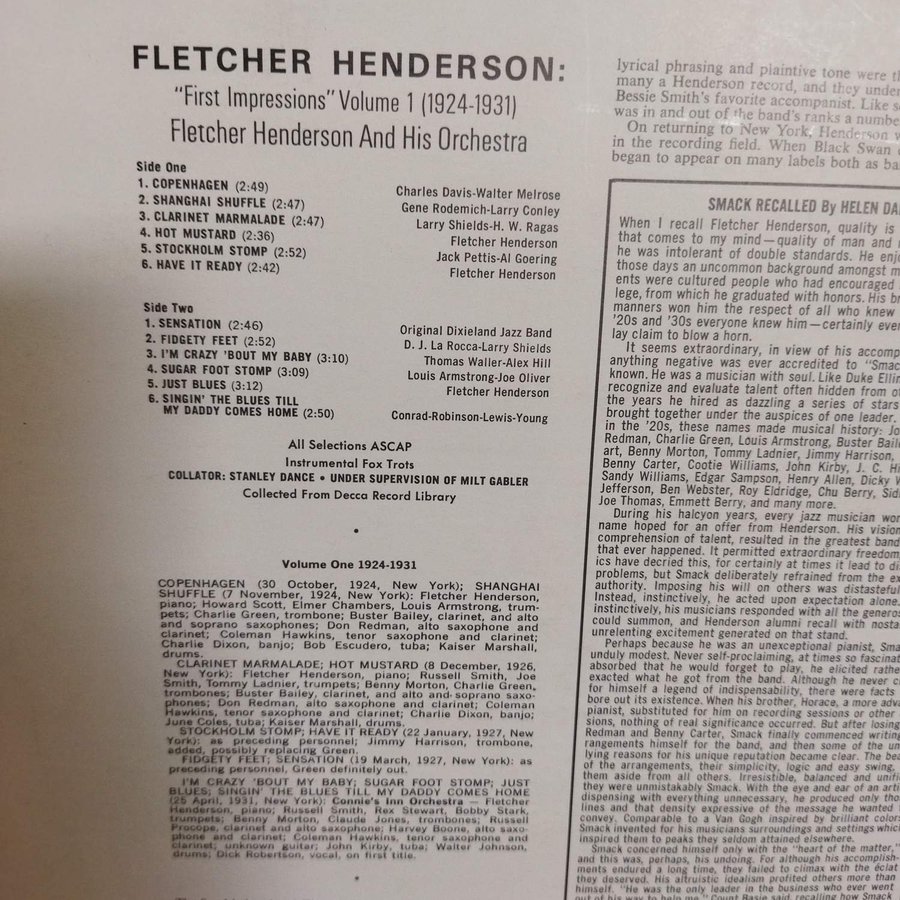 FLETCHER HENDERSON:
"First Impressions" Volume 1 (1924-1931)
Fletcher Henderson And His Orchestra
Side One
1. COPENHAGEN (2:49) Charles Davis-Walter Melrose
2. SHANGHAI SHUFFLE (2:47) Gene Rodemich-Larry Conley
3. CLARINET MARMALADE (2:47) Larry Shields-H. W. Ragas
4. HOT MUSTARD (2:36) Fletcher Henderson
5. STOCKHOLM STOMP (2:52) Jack Pettis-Al Goering
6. HAVE IT READY (2:42) Fletcher Henderson
Side Two
1. SENSATION (2:46) Original Dixieland Jazz Band
2. FIDGETY FEET (2:52) D. J. La Rocca-Larry Shields
3. I'M CRAZY 'BOUT MY BABY (3:10) Thomas Waller-Alex Hill
4. SUGAR FOOT STOMP (3:09) Louis Armstrong-Joe Oliver
5. JUST BLUES (3:12) Fletcher Henderson
6. SINGIN' THE BLUES TILL
MY DADDY COMES HOME (2:50) Conrad-Robinson-Lewis-Young
All Selections ASCAP
Instrumental Fox Trots
COLLATOR: STANLEY DANCE • UNDER SUPERVISION OF MILT GABLER
Collected From Decca Record Library
•
Volume One 1924-1931
COPENHAGEN (30 October, 1924, New York); SHANGHAI
SHUFFLE (7 November, 1924, New York): Fletcher Henderson,
piano; Howard Scott, Elmer Chambers, Louis Armstrong, trum-
pets; Charlie Green, trombone; Buster Bailey, clarinet, and alto
and soprano saxophones; Don Redman, alto saxophone and
clarinet; Coleman Hawkins, tenor saxophone and clarinet;
Charlie Dixon, banjo; Bob Escudero, tuba; Kaiser Marshall,
drums.
CLARINET MARMALADE; HOT MUSTARD (8 December, 1926,
New York): Fletcher Henderson, piano; Russell Smith, Joe
Smith, Tommy Ladnier, trumpets; Benny Morton, Charlie Green,
trombones; Buster Bailey, clarinet, and alto and soprano saxo-
phones; Don Redman, alto saxophone and clarinet; Coleman
Hawkins, tenor saxophone and clarinet; Charlie Dixon, banjo;
June Coles, tuba; Kaiser Marshall, drums.
STOCKHOLM STOMP; HAVE IT READY (22 January, 1927, New
York): as preceding personnel; Jimmy Harrison, trombone,
added, possibly replacing Green.
FIDGETY FEET; SENSATION (19 March, 1927, New York): as
preceding personnel, Green definitely out.
I'M CRAZY 'BOUT MY BABY; SUGAR FOOT STOMP; JUST
BLUES; SINGIN' THE BLUES TILL MY DADDY COMES HOME
(25 April, 1931, New York): Connie's Inn Orchestra — Fletcher
Henderson, piano; Russell Smith, Rex Stewart, Bobby Stark,
trumpets; Benny Morton, Claude Jones, trombones; Russell
Procope, clarinet and alto saxophone; Harvey Boone, alto saxo-
phone and clarinet; Coleman Hawkins, tenor saxophone and
clarinet; unknown guitar; John Kirby, tuba; Walter Johnson,
drums; Dick Robertson, vocal, on first title.
•
lyrical phrasing and plaintive tone were
many a Henderson record, and they
Bessie Smith's favorite accompanist. Like
was in and out of the band's ranks a
On returning to New York, Henderson
in the recording field. When Black Swan
began to appear on many labels both as
SMACK RECALLED By HELEN
When I recall Fletcher Henderson, quality is
that comes to my mind—quality of man and
he was intolerant of double standards. He
those days an uncommon background amongst
ents were cultured people who had encouraged
lege, from which he graduated with honors. His
manners won the respect of all who knew
'20s and '30s everyone knew him—certainly
lay claim to blow a horn.
It seems extraordinary, in view of his
anything negative was ever accredited to
known. He was a musician with soul. Like Duke
recognize and evaluate talent often hidden from
the years he hired as dazzling a series of stars
brought together under the auspices of one leader.
in the '20s, these names made musical history:
Redman, Charlie Green, Louis Armstrong, Buster
art, Benny Morton, Tommy Ladnier, Jimmy Harrison,
Benny Carter, Cootie Williams, John Kirby, J. C.
Sandy Williams, Edgar Sampson, Henry Allen, Dicky
Jefferson, Ben Webster, Roy Eldridge, Chu Berry,
Joe Thomas, Emmett Berry, and many more.
During his halcyon years, every jazz musician
name hoped for an offer from Henderson. His
comprehension of talent, resulted in the greatest
that ever happened. It permitted extraordinary
ics have decried this, for certainly at times it lead to
problems, but Smack deliberately refrained from the
authority. Imposing his will on others was
Instead, instinctively, he acted upon expectation alone.
instinctively, his musicians responded with all the
could summon, and Henderson alumni recall with
unrelenting excitement generated on that stand.
Perhaps because he was an unexceptional pianist,
unduly modest. Never self-proclaiming, at times so
absorbed that he would forget to play, he elicited
exacted what he got from the band. Although he never
for himself a legend of indispensability, there were facts
bore out its existence. When his brother, Horace, a more
pianist, substituted for him on recording sessions or other
sions, nothing of real significance occurred. But after losing
Redman and Benny Carter, Smack finally commenced writing
rangements himself for the band, and then some of the
lying reasons for his unique reputation became clear. The
of the arrangements, their simplicity, logic and easy swing,
them aside from all others. Irresistible, balanced and
they were unmistakably Smack. With the eye and ear of an
dispensing with everything unnecessary, he produced only
lines and that density expressive of the message he wanted
convey. Comparable to a Van Gogh inspired by brilliant
Smack invented for his musicians surroundings and settings
inspired them to peaks they seldom attained elsewhere.
Smack concerned himself only with the "heart of the matter,"
and this was, perhaps, his undoing. For although his accomplish-
ments endured a long time, they failed to climax with the éclat
they deserved. His altruistic idealism profited others more than
himself. "He was the only leader in the business who ever went
out of his way to help me," Count Basie said, recalling how Smack